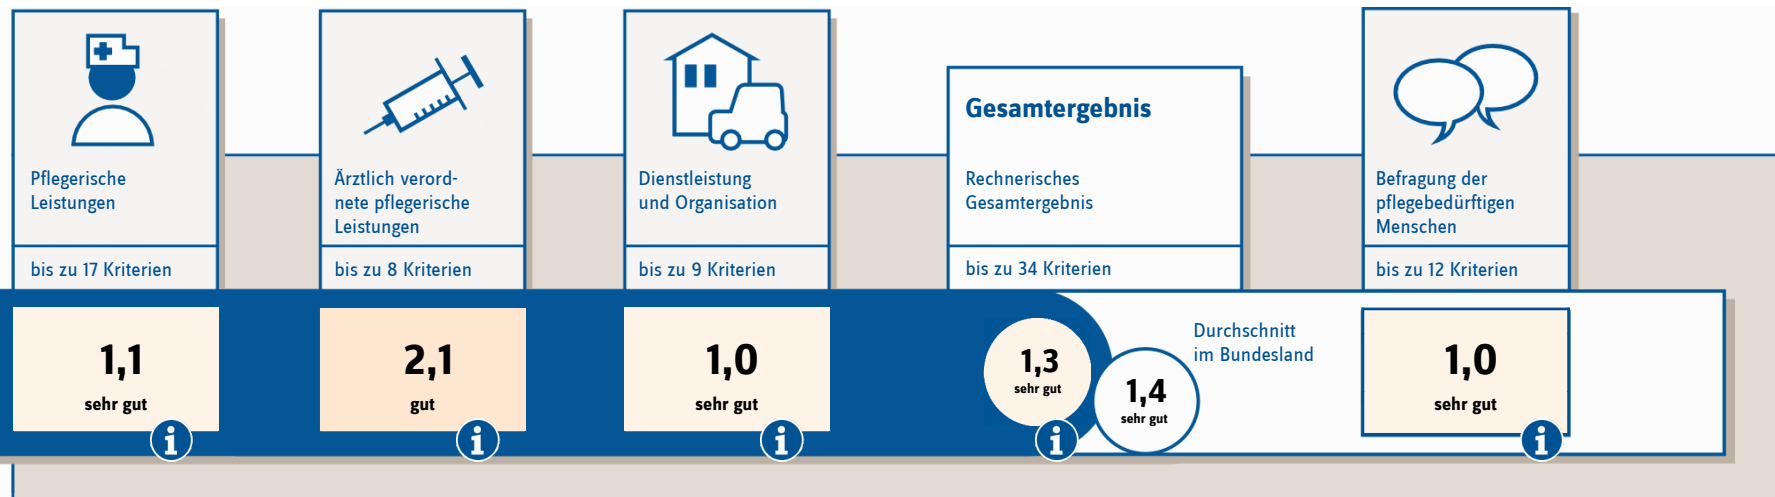 Pflegerische
Leistungen
bis zu 17 Kriterien
1,1
sehr gut
i
Ärztlich verord-
nete pflegerische
Leistungen
bis zu 8 Kriterien
2,1
gut
i
Dienstleistung
und Organisation
bis zu 9 Kriterien
1,0
sehr gut
i
Gesamtergebnis
Rechnerisches
Gesamtergebnis
bis zu 34 Kriterien
1,3
sehr gut
i
1,4
sehr gut
Durchschnitt
im Bundesland
Befragung der
pflegebedürftigen
Menschen
bis zu 12 Kriterien
1,0
sehr gut
i